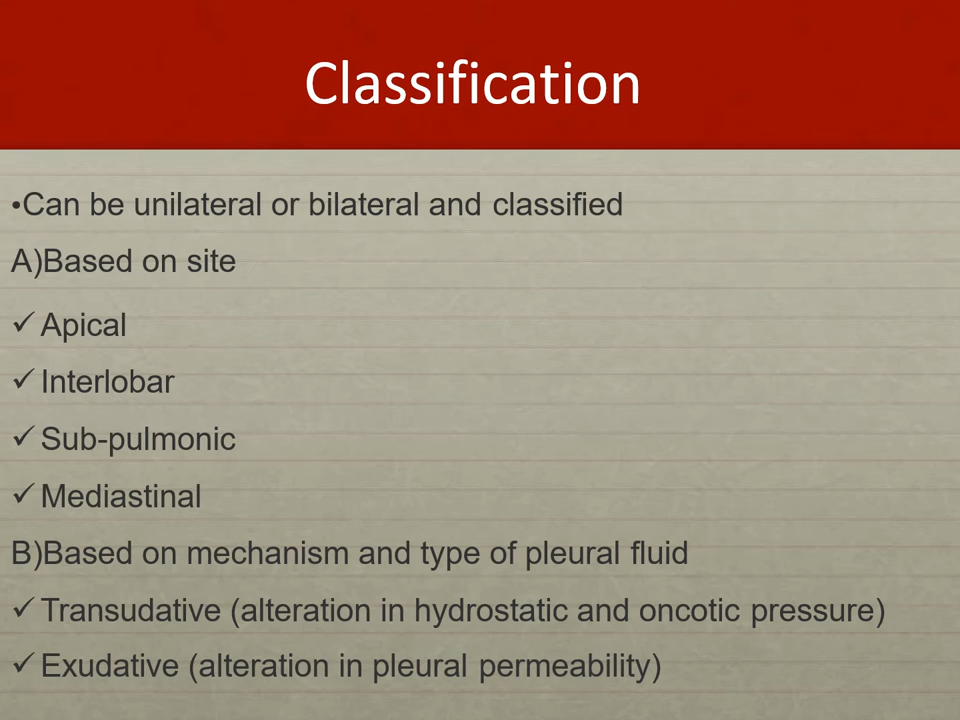 Classification
•Can be unilateral or bilateral and classified
A)Based on site
✓ Apical
✓ Interlobar
✓ Sub-pulmonic
✓ Mediastinal
B)Based on mechanism and type of pleural fluid
✓ Transudative (alteration in hydrostatic and oncotic pressure)
✓ Exudative (alteration in pleural permeability)